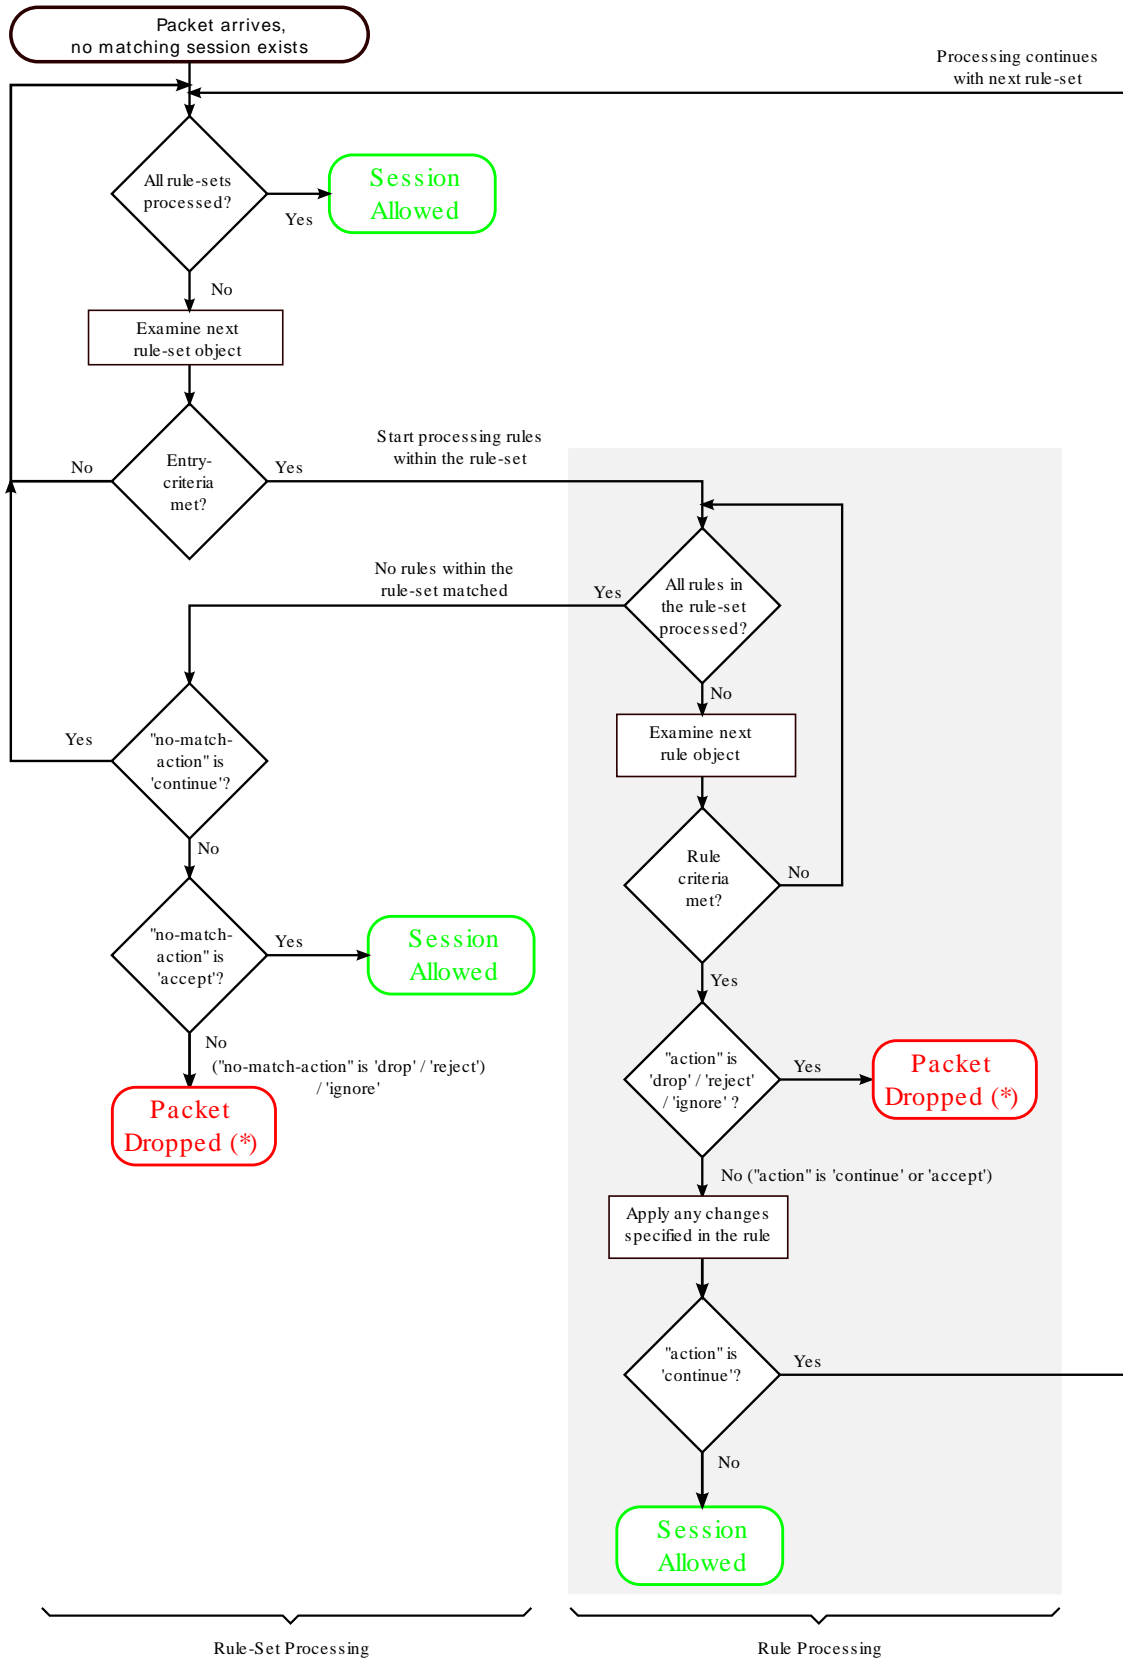 Packet arrives,
no matching session exists
Processing continues
with next rule-set
All rule-sets
processed?
Yes
Session
Allowed
No
Examine next
rule-set object
Entry-
criteria
met?
No
Yes
Start processing rules
within the rule-set
No rules within the
rule-set matched
Yes
All rules in
the rule-set
processed?
No
Examine next
rule object
Yes
"no-match-
action" is
'continue'?
No
Rule
criteria
met?
No
Yes
"no-match-
action" is
'accept'?
Yes
Session
Allowed
No
("no-match-action" is 'drop' / 'reject')
/ 'ignore'
Packet
Dropped (*)
"action" is
'drop' / 'reject'
/ 'ignore' ?
Yes
Packet
Dropped (*)
No ("action" is 'continue' or 'accept')
Apply any changes
specified in the rule
"action" is
'continue'?
Yes
No
Session
Allowed
Rule-Set Processing
Rule Processing